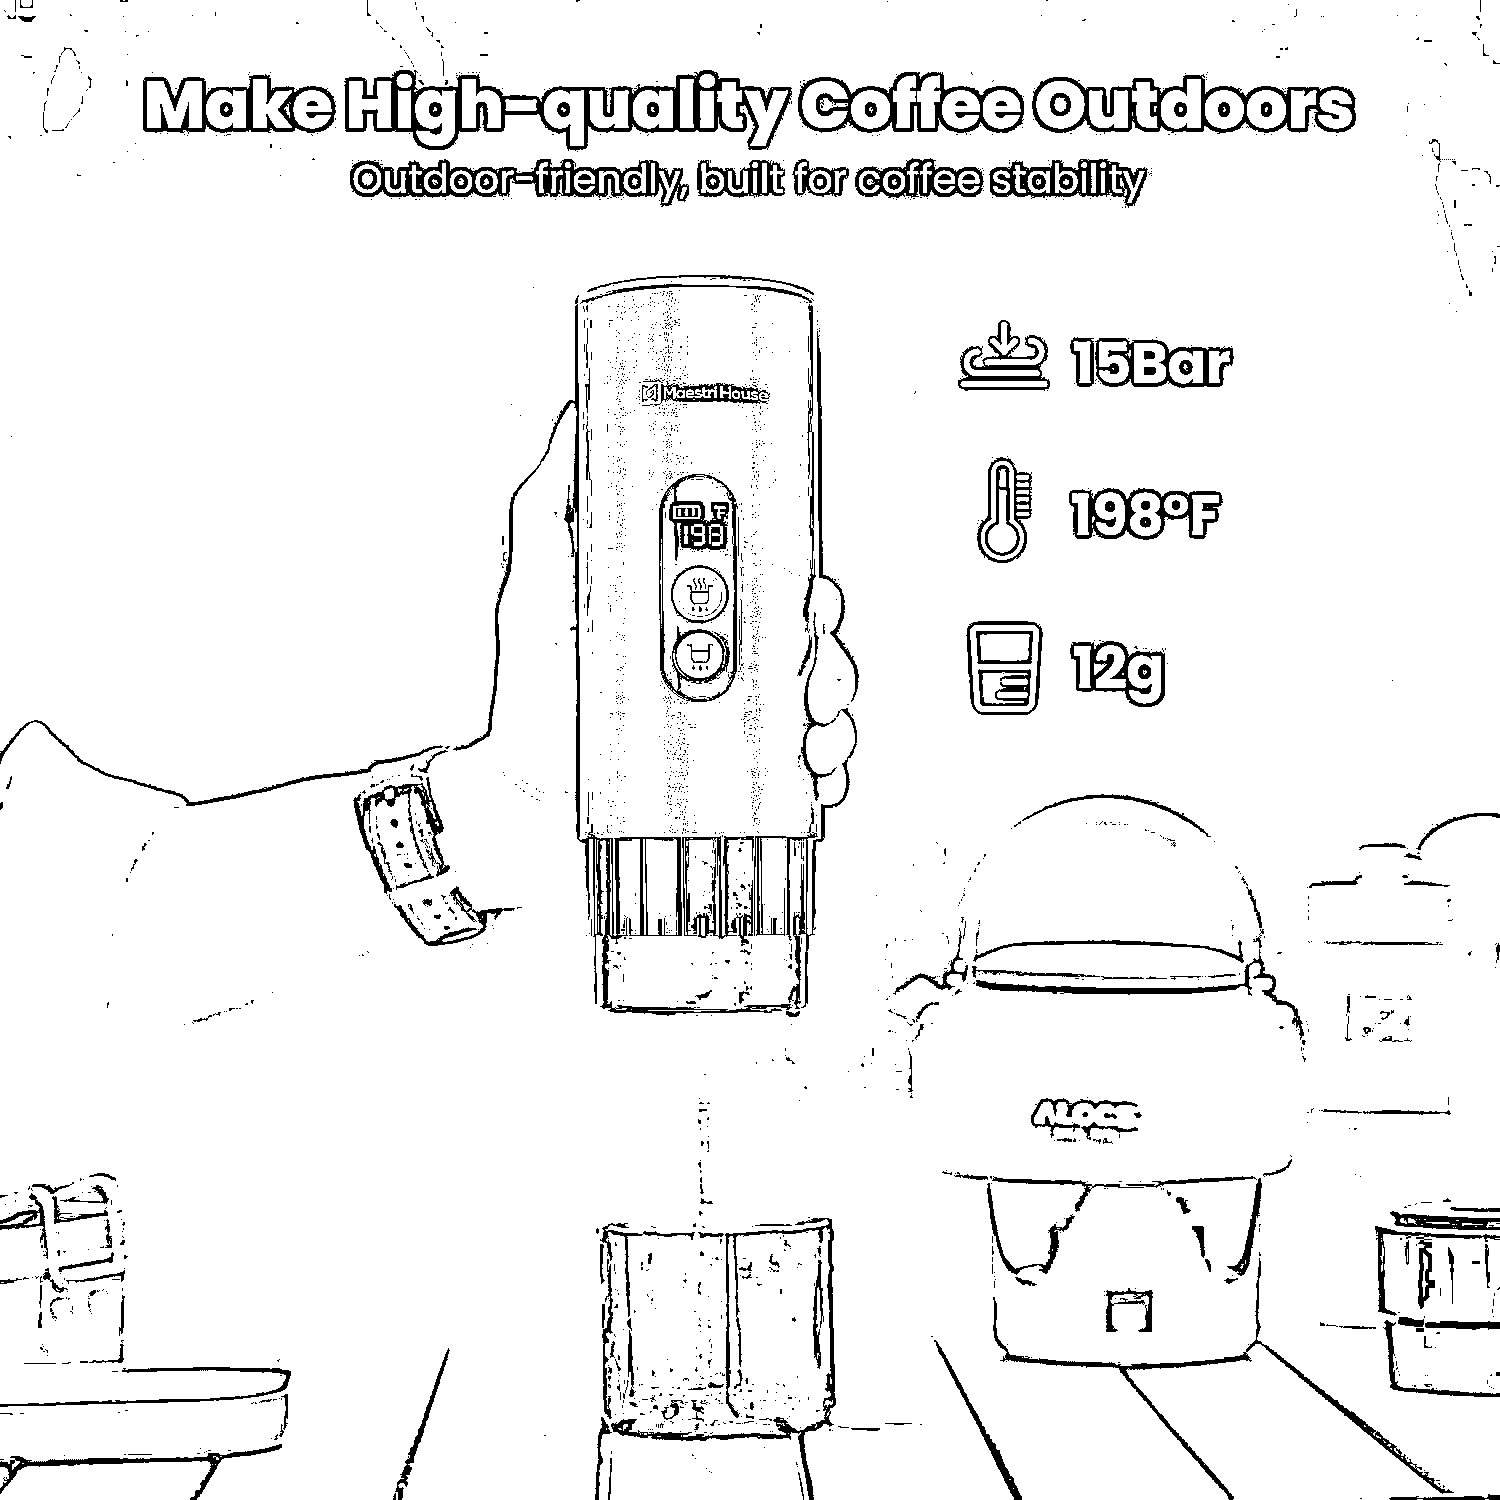 Make High-quality Coffee Outdoors
Outdoor-friendly, built for coffee stability
15Bar
Maestri House
198°F
F
198
12g
ALOCS